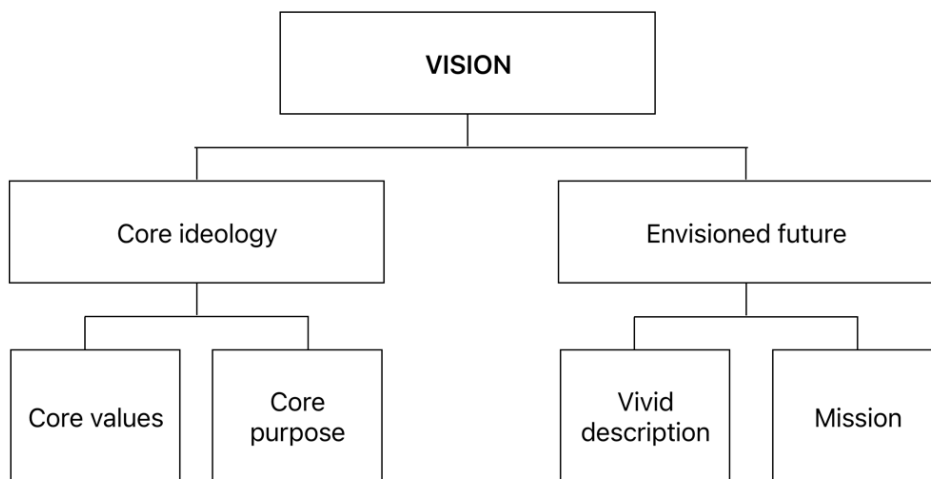 VISION
Core ideology
Envisioned future
Core values
Core
purpose
Vivid
description
Mission